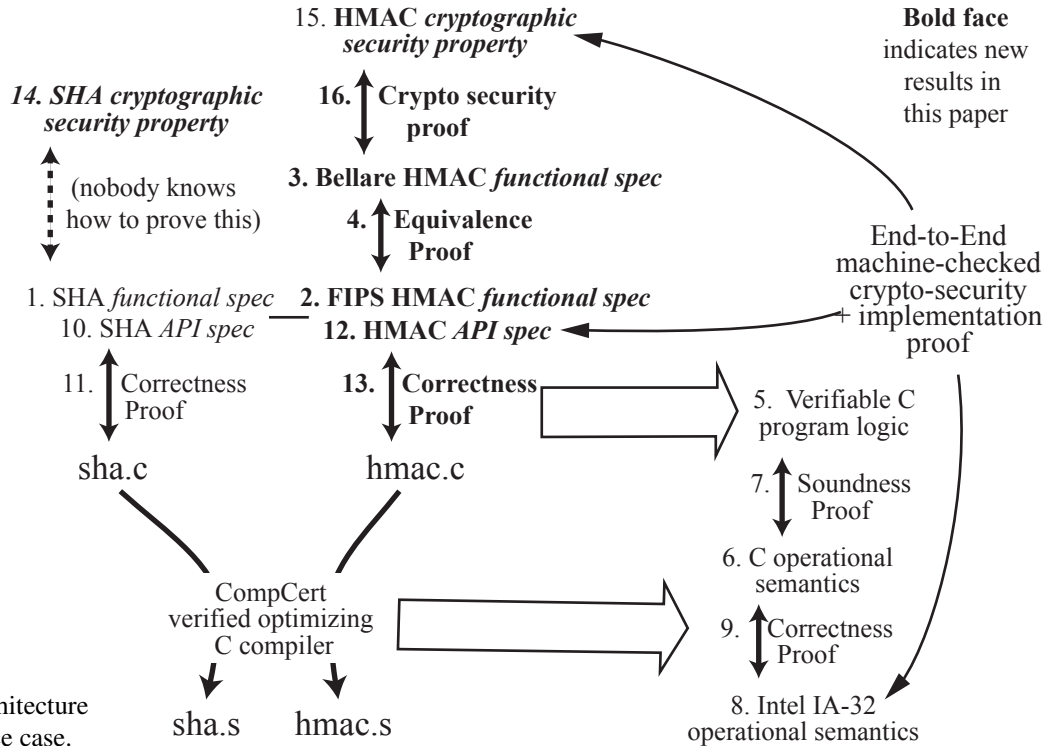 15. HMAC cryptographic
security property
Bold face
indicates new
results in
this paper
14. SHA cryptographic
security property
16. Crypto security
proof
(nobody knows
how to prove this)
3. Bellare HMAC functional spec
4. Equivalence
Proof
End-to-End
machine-checked
crypto-security
+ implementation
proof
1. SHA functional spec
10. SHA API spec
2. FIPS HMAC functional spec
12. HMAC API spec
11. Correctness
Proof
13. Correctness
Proof
5. Verifiable C
program logic
sha.c
hmac.c
7. Soundness
Proof
6. C operational
semantics
CompCert
verified optimizing
C compiler
9. Correctness
Proof
8. Intel IA-32
operational semantics
sha.s
hmac.s
case.